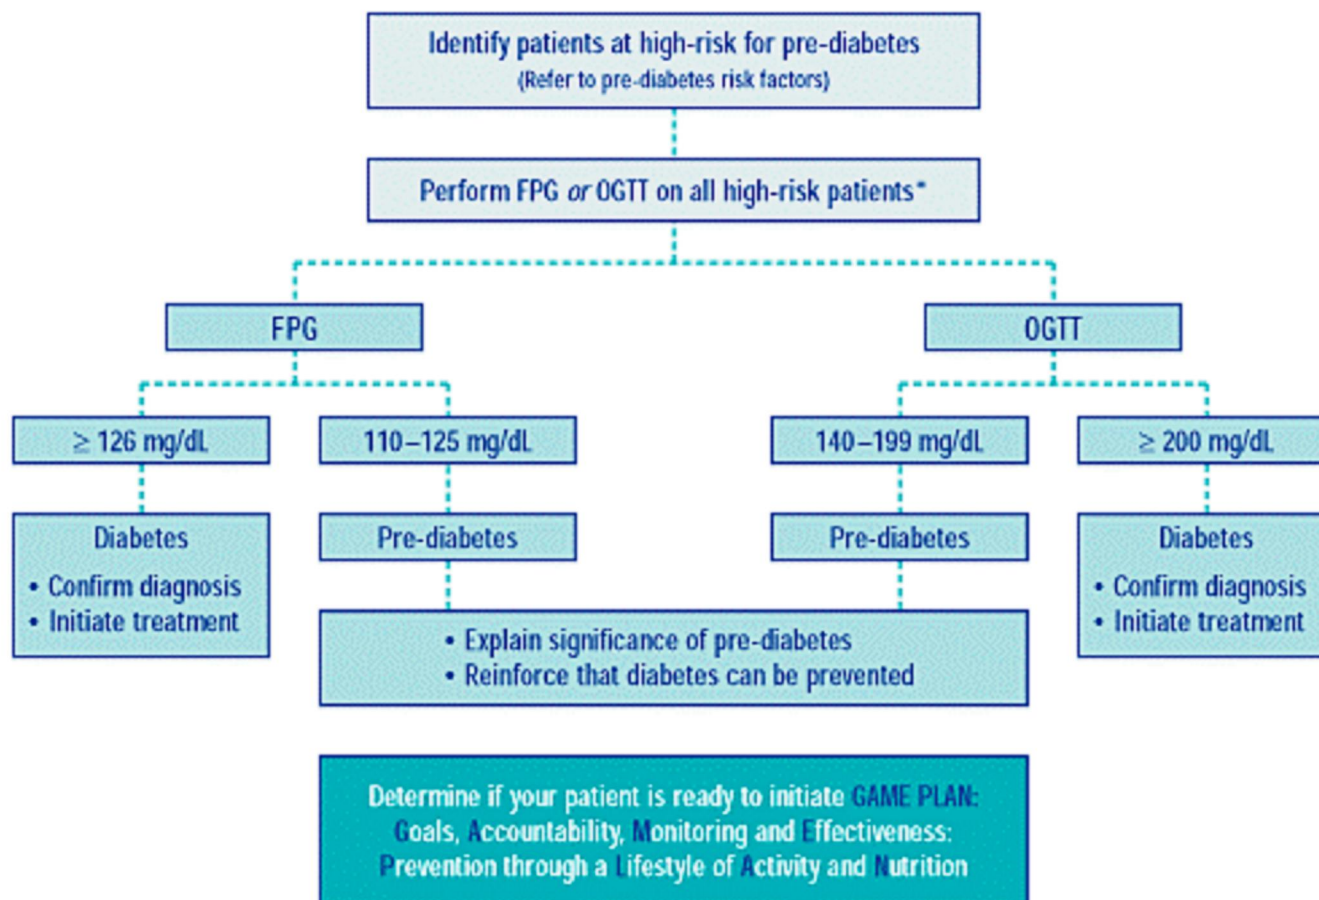 Identify patients at high-risk for pre-diabetes
(Refer to pre-diabetes risk factors)
Perform FPG or OGTT on all high-risk patients*
FPG
OGTT
≥ 126 mg/dL
110–125 mg/dL
140–199 mg/dL
≥ 200 mg/dL
Diabetes
• Confirm diagnosis
• Initiate treatment
Pre-diabetes
Pre-diabetes
Diabetes
• Confirm diagnosis
• Initiate treatment
• Explain significance of pre-diabetes
• Reinforce that diabetes can be prevented
Determine if your patient is ready to initiate GAME PLAN:
Goals, Accountability, Monitoring and Effectiveness:
Prevention through a Lifestyle of Activity and Nutrition